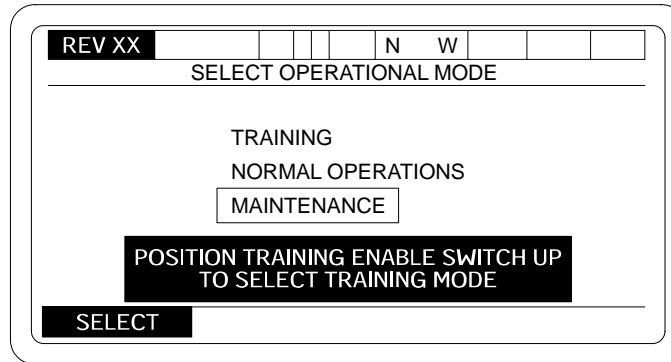 REV XX N W
SELECT OPERATIONAL MODE
TRAINING
NORMAL OPERATIONS
MAINTENANCE
POSITION TRAINING ENABLE SWITCH UP
TO SELECT TRAINING MODE
SELECT